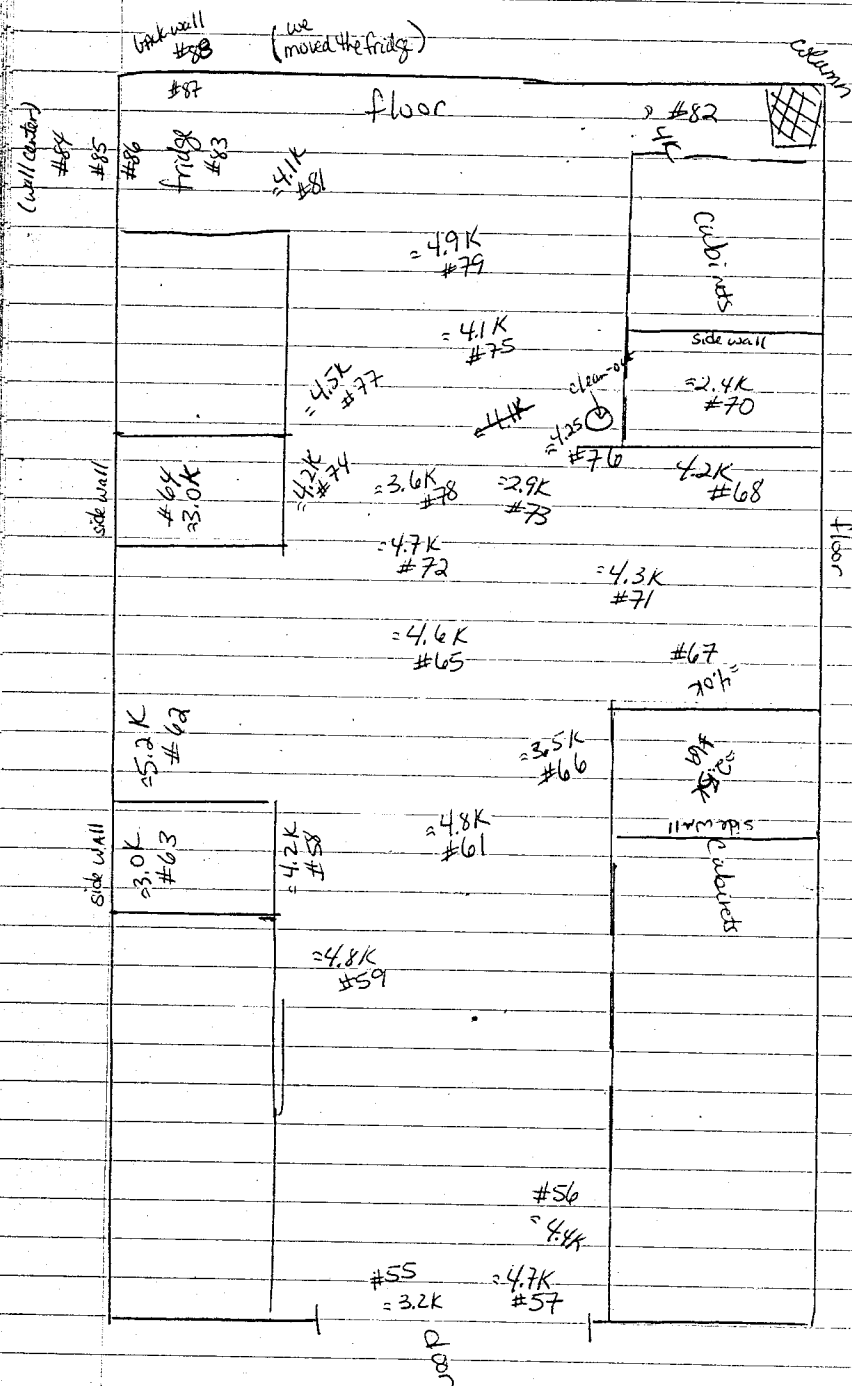 back wall
#88
(we
moved the fridge)
column
#87
floor
#82
4K
(wall center)
#84
#85
#86
fridge
#83
=4.1K
#81
=4.9K
#79
Cabinets
=4.1K
#75
side wall
=4.5K
#77
clean-out
=2.4K
#70
=4.25
#76
side wall
#64
=3.0K
=4.2K
#74
=3.6K
#78
=2.9K
#73
4.2K
#68
floor
=4.7K
#72
=4.3K
#71
=4.6K
#65
#67
=4.0K
=5.2K
#62
=3.5K
#66
#69
side wall
side WALL
=3.0K
#63
=4.2K
#58
=4.8K
#61
Cabinets
=4.8K
#59
#56
=4.4K
#55
=3.2K
=4.7K
#57
door